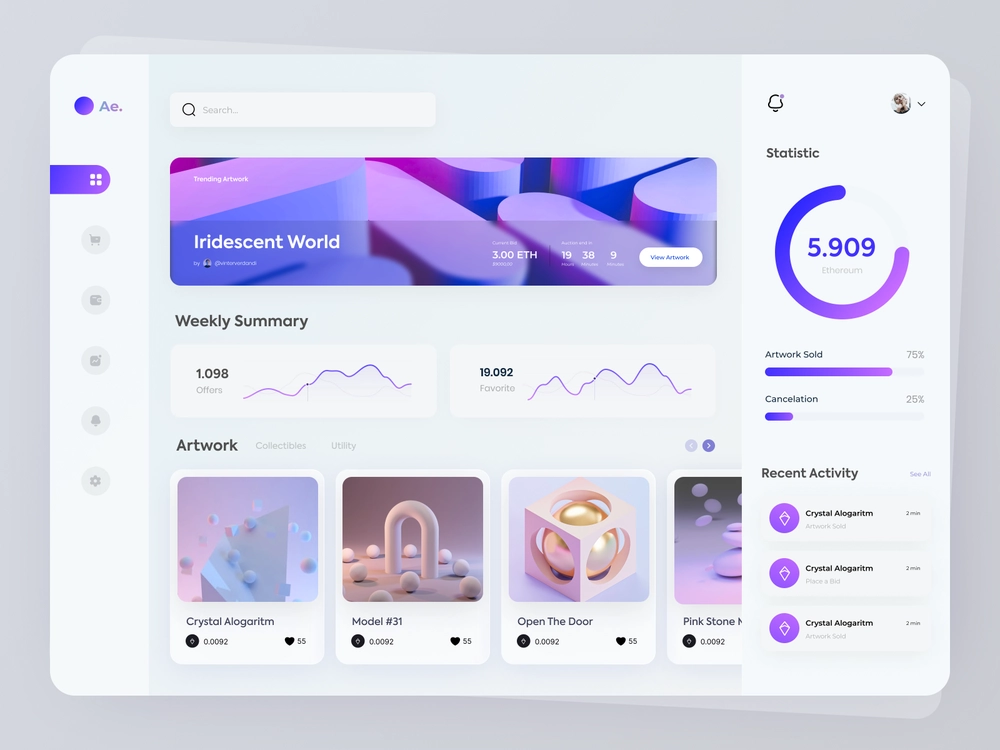 Ae.
Search...
Trending Artwork
Iridescent World
by @vintorverdondi
Current Bid
3.00 ETH
Auction end in
19 38 9
Hours Minutes Minutes
View Artwork
Weekly Summary
1.098
Offers
19.092
Favorite
Artwork Collectibles Utility
Crystal Alogaritm
0.0092 55
Model #31
0.0092 55
Open The Door
0.0092 55
Pink Stone
0.0092
Statistic
5.909
Ethoroum
Artwork Sold 75%
Cancelation 25%
Recent Activity See All
Crystal Alogaritm 2 min
Artwork Sold
Crystal Alogaritm 2 min
Place a Bid
Crystal Alogaritm 2 min
Artwork Sold